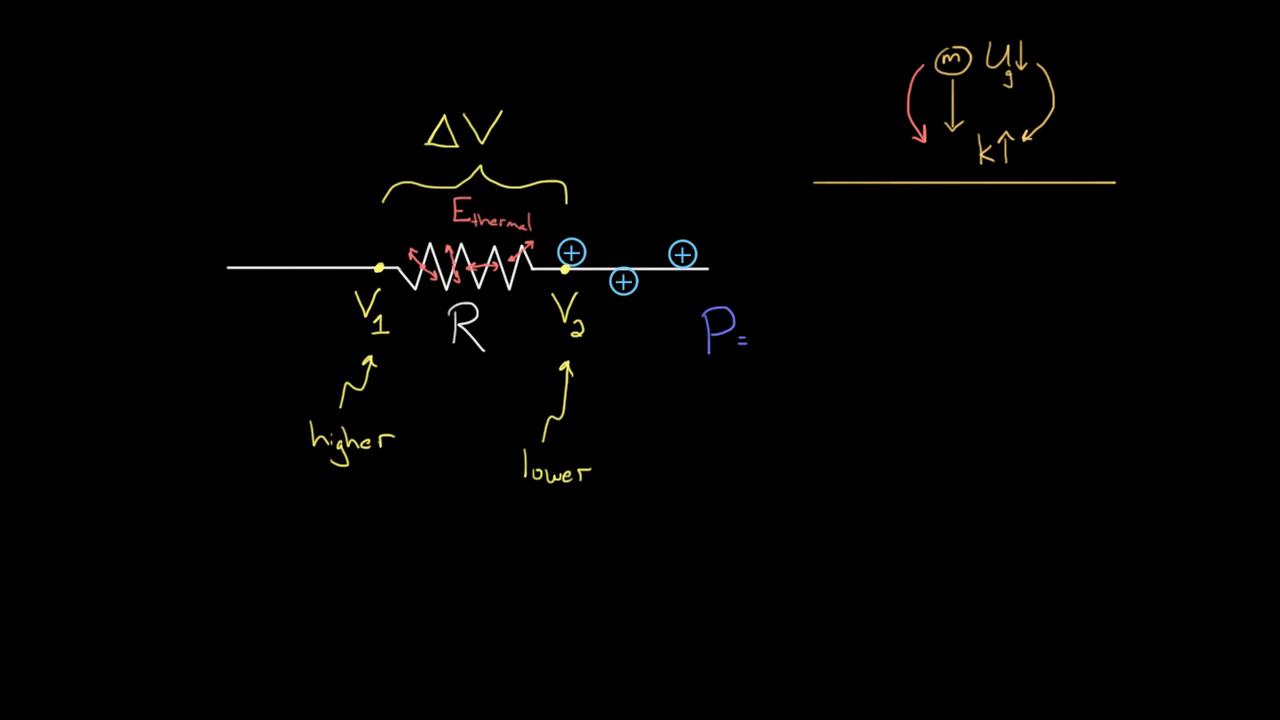 m Ug↓
k↑
ΔV
Ethermal
+ + +
V1 R V2
P=
higher
lower